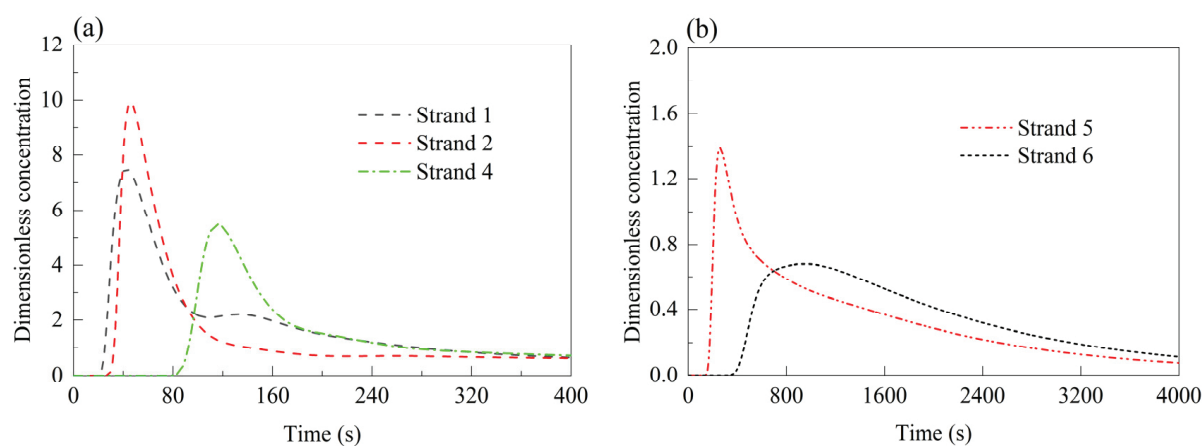 (a)
Dimensionless concentration
12
10
8
6
4
2
0
0 80 160 240 320 400
Time (s)
Strand 1
Strand 2
Strand 4
(b)
Dimensionless concentration
2.0
1.6
1.2
0.8
0.4
0.0
0 800 1600 2400 3200 4000
Time (s)
Strand 5
Strand 6